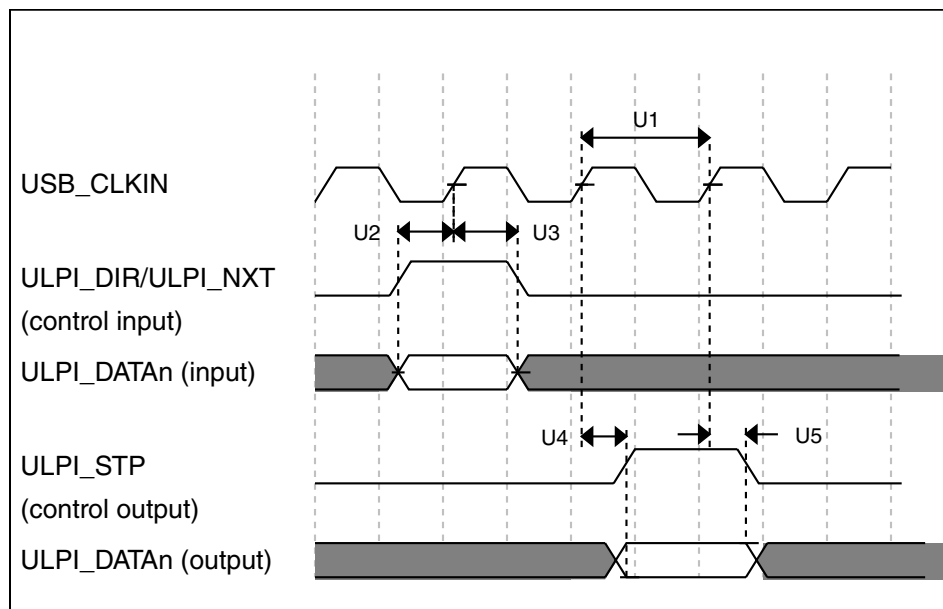 U1
USB_CLKIN
U2
U3
ULPI_DIR/ULPI_NXT
(control input)
ULPI_DATAn (input)
U4
U5
ULPI_STP
(control output)
ULPI_DATAn (output)